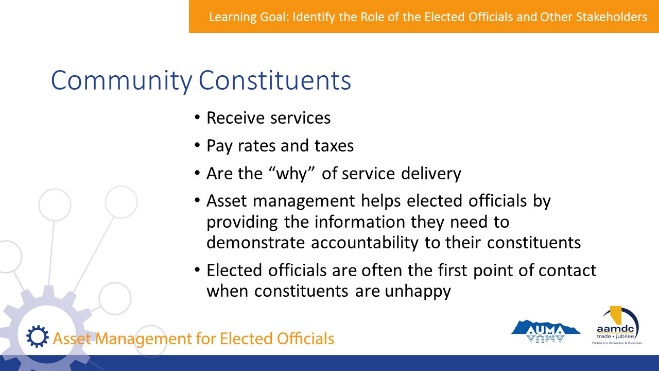 Learning Goal: Identify the Role of the Elected Officials and Other Stakeholders
Community Constituents
• Receive services
• Pay rates and taxes
• Are the “why” of service delivery
• Asset management helps elected officials by
providing the information they need to
demonstrate accountability to their constituents
• Elected officials are often the first point of contact
when constituents are unhappy
Asset Management for Elected Officials
AUMA
aamdc
trade • jubilee